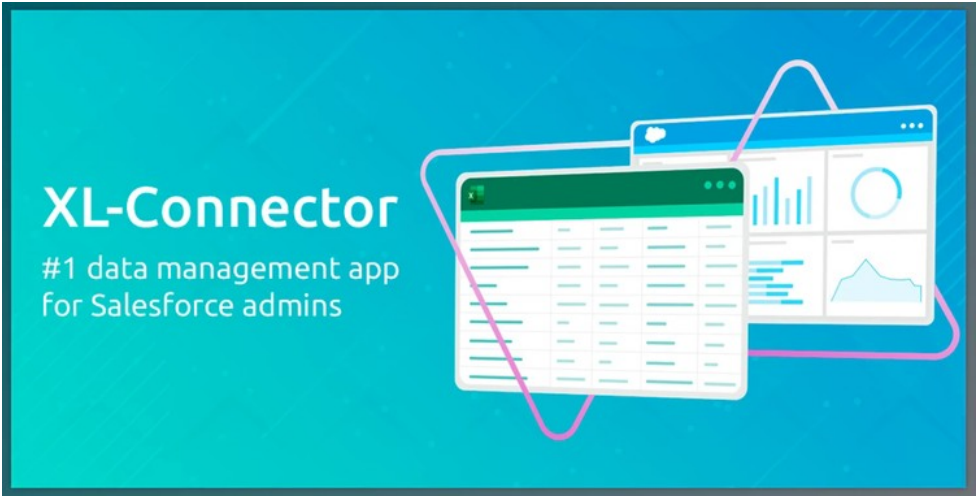 XL-Connector
#1 data management app
for Salesforce admins